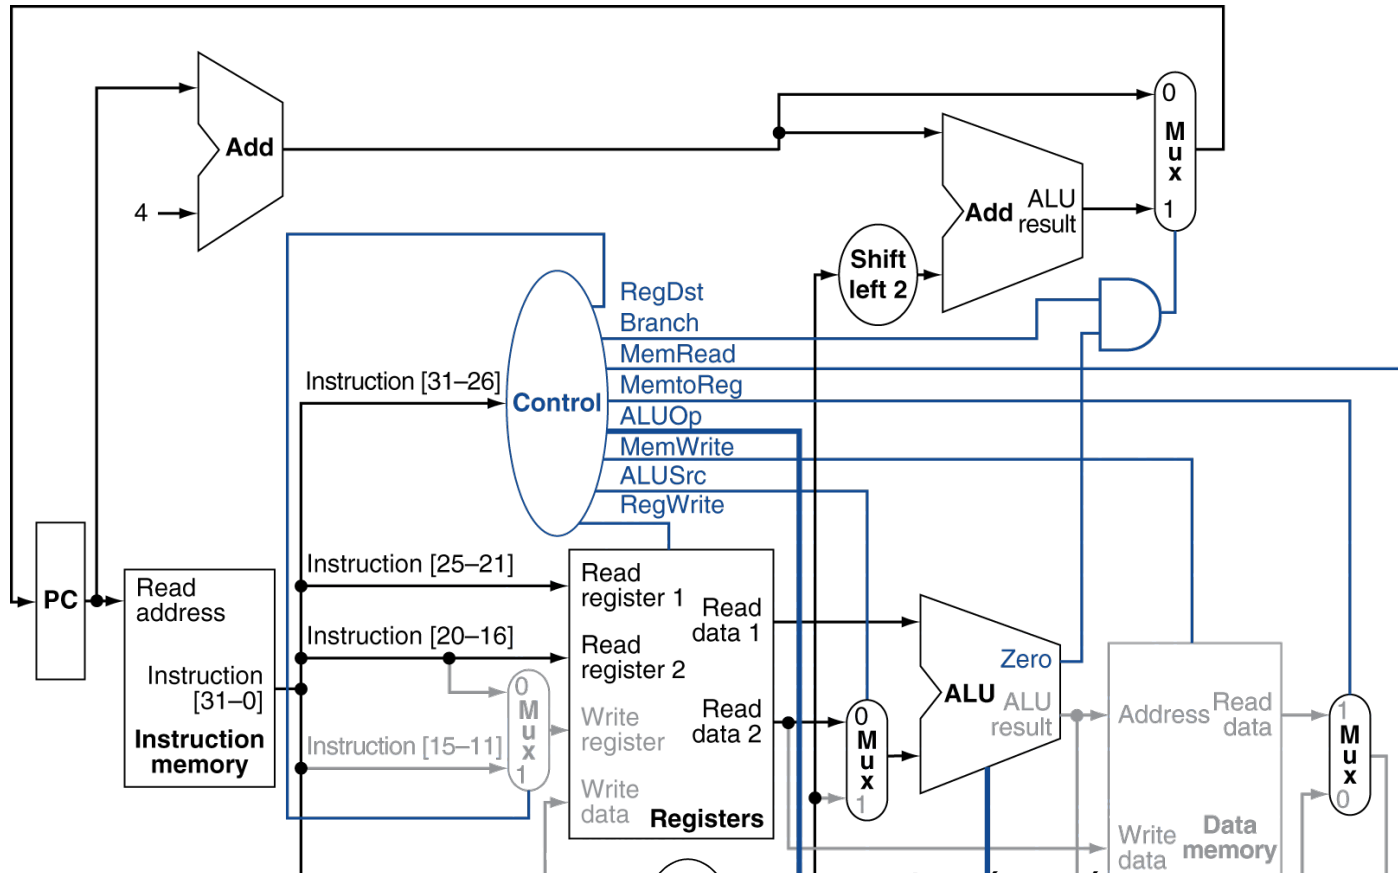 0
M
u
x
1
Add
4
Add
ALU
result
Shift
left 2
RegDst
Branch
MemRead
MemtoReg
ALUOp
MemWrite
ALUSrc
RegWrite
Instruction [31–26]
Control
PC
Read
address
Instruction
[31–0]
Instruction
memory
Instruction [25–21]
Instruction [20–16]
Instruction [15–11]
0
M
u
x
1
Read
register 1
Read
register 2
Write
register
Write
data
Read
data 1
Read
data 2
Registers
0
M
u
x
1
Zero
ALU
ALU
result
Address
Read
data
Write
data
Data
memory
1
M
u
x
0